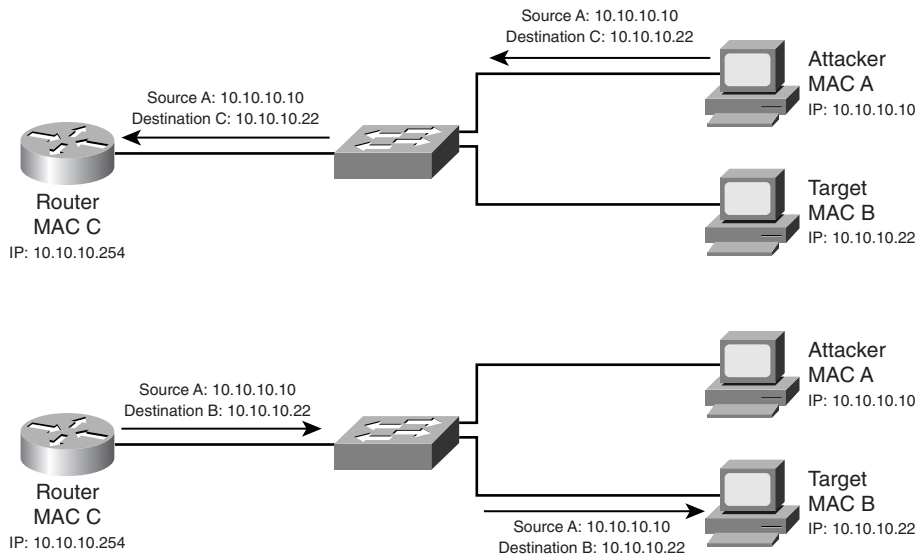 Source A: 10.10.10.10
Destination C: 10.10.10.22
Attacker
MAC A
IP: 10.10.10.10
Source A: 10.10.10.10
Destination C: 10.10.10.22
Router
MAC C
IP: 10.10.10.254
Target
MAC B
IP: 10.10.10.22
Attacker
MAC A
IP: 10.10.10.10
Source A: 10.10.10.10
Destination B: 10.10.10.22
Router
MAC C
IP: 10.10.10.254
Target
MAC B
IP: 10.10.10.22
Source A: 10.10.10.10
Destination B: 10.10.10.22